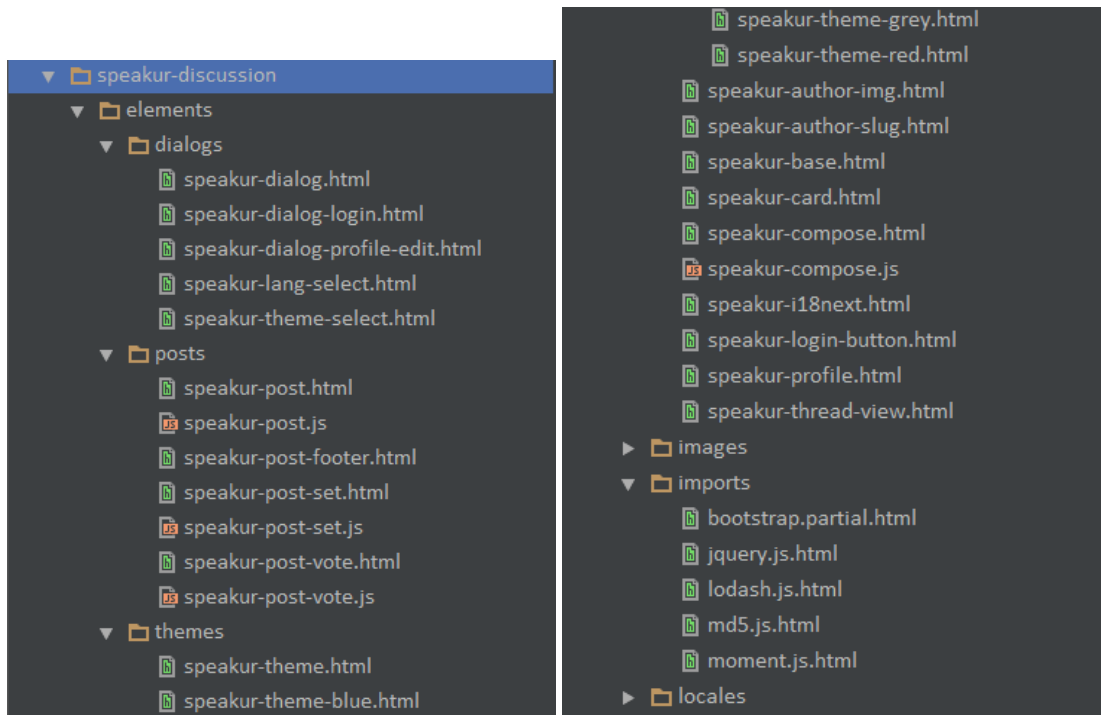 speakur-discussion
elements
dialogs
speakur-dialog.html
speakur-dialog-login.html
speakur-dialog-profile-edit.html
speakur-lang-select.html
speakur-theme-select.html
posts
speakur-post.html
speakur-post.js
speakur-post-footer.html
speakur-post-set.html
speakur-post-set.js
speakur-post-vote.html
speakur-post-vote.js
themes
speakur-theme.html
speakur-theme-blue.html
speakur-theme-grey.html
speakur-theme-red.html
speakur-author-img.html
speakur-author-slug.html
speakur-base.html
speakur-card.html
speakur-compose.html
speakur-compose.js
speakur-i18next.html
speakur-login-button.html
speakur-profile.html
speakur-thread-view.html
images
imports
bootstrap.partial.html
jquery.js.html
lodash.js.html
md5.js.html
moment.js.html
locales